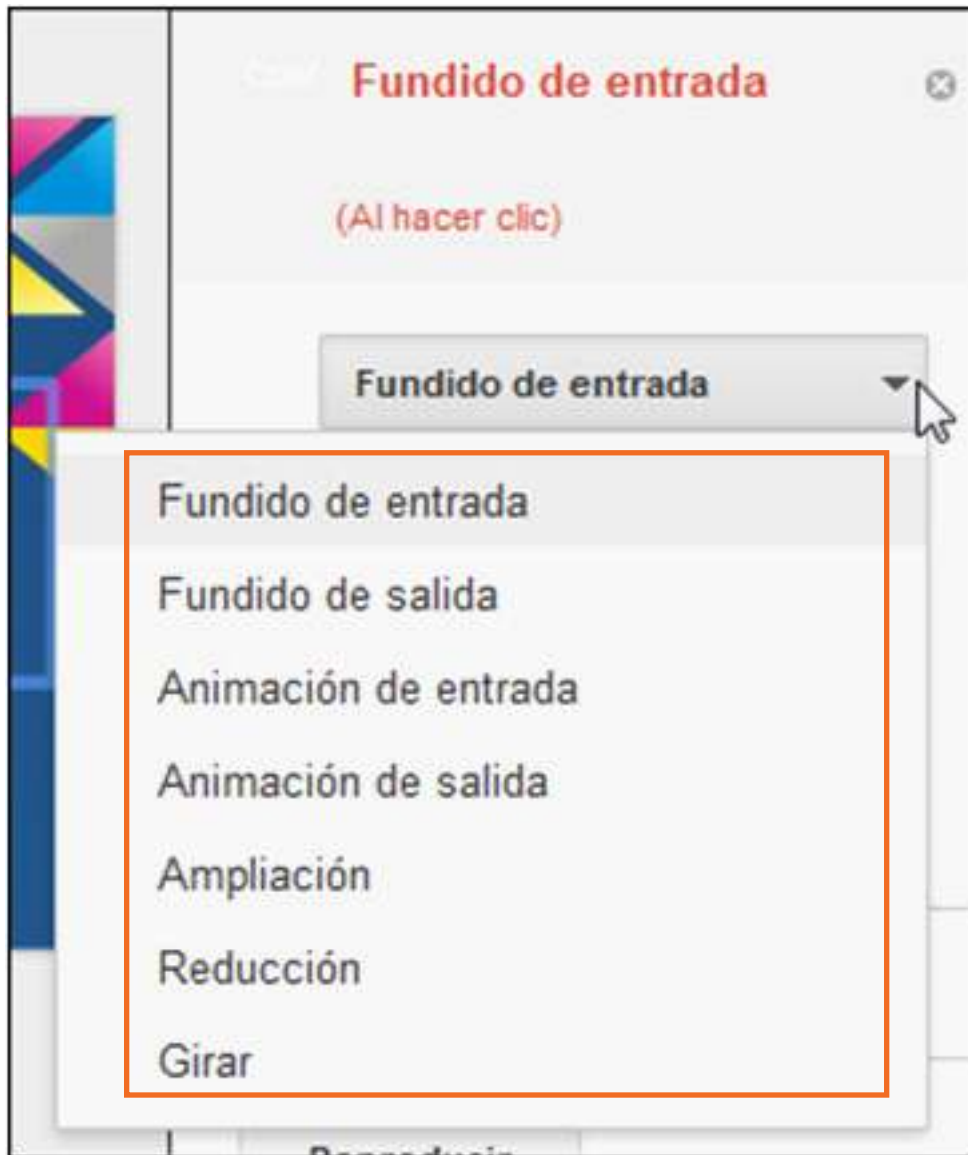 Fundido de entrada
(Al hacer clic)
Fundido de entrada
Fundido de entrada
Fundido de salida
Animación de entrada
Animación de salida
Ampliación
Reducción
Girar